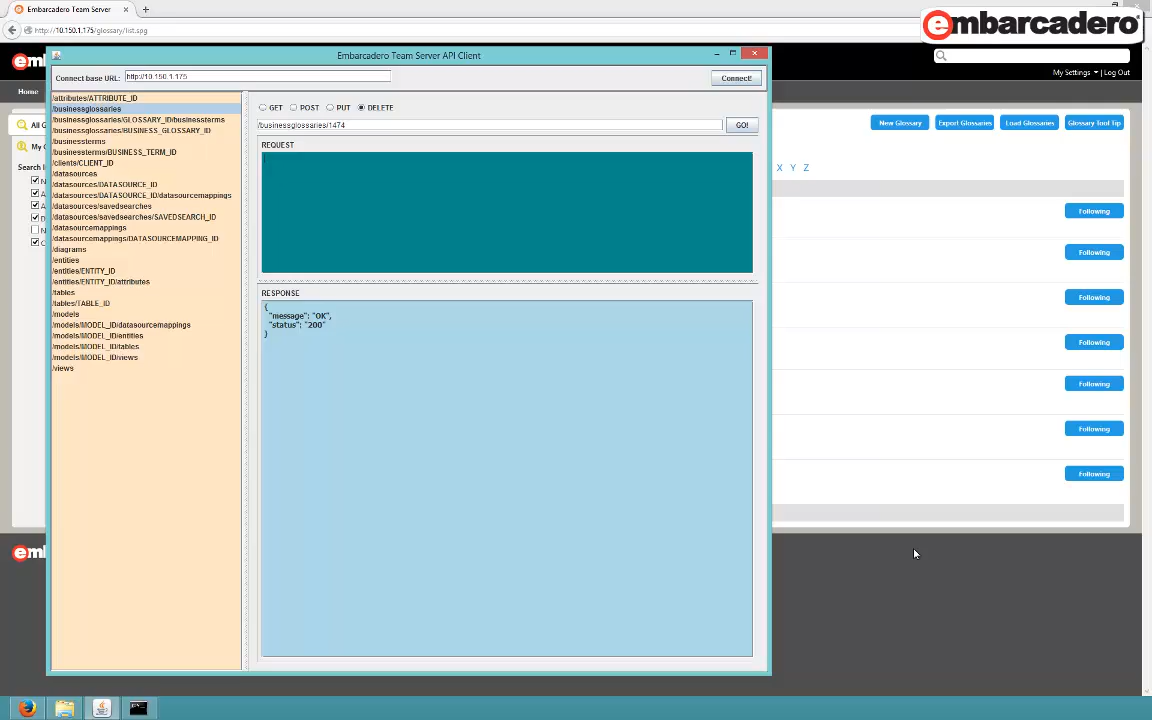 Embarcadero Team Server
http://10.150.1.175/glossary/list.spg
embarcadero
em
My Settings
Log Out
Home
Embarcadero Team Server API Client
Connect base URL:
http://10.150.1.175
Connect!
/attributes/ATTRIBUTE_ID
/businessglossaries
/businessglossaries/GLOSSARY_ID/businessterms
/businessglossaries/BUSINESS_GLOSSARY_ID
/businessterms
/businessterms/BUSINESS_TERM_ID
/clients/CLIENT_ID
/datasources
/datasources/DATASOURCE_ID
/datasources/DATASOURCE_ID/datasourcemappings
/datasources/savedsearches
/datasources/savedsearches/SAVEDSEARCH_ID
/datasourcemappings
/datasourcemappings/DATASOURCEMAPPING_ID
/diagrams
/entities
/entities/ENTITY_ID
/entities/ENTITY_ID/attributes
/tables
/tables/TABLE_ID
/models
/models/MODEL_ID/datasourcemappings
/models/MODEL_ID/entities
/models/MODEL_ID/tables
/models/MODEL_ID/views
/views
GET POST PUT DELETE
/businessglossaries/1474
GO!
REQUEST
RESPONSE
{
"message": "OK",
"status": "200"
}
All G
My
Search I
New Glossary
Export Glossaries
Load Glossaries
Glossary Tool Tip
X Y Z
Following
Following
Following
Following
Following
Following
Following
em